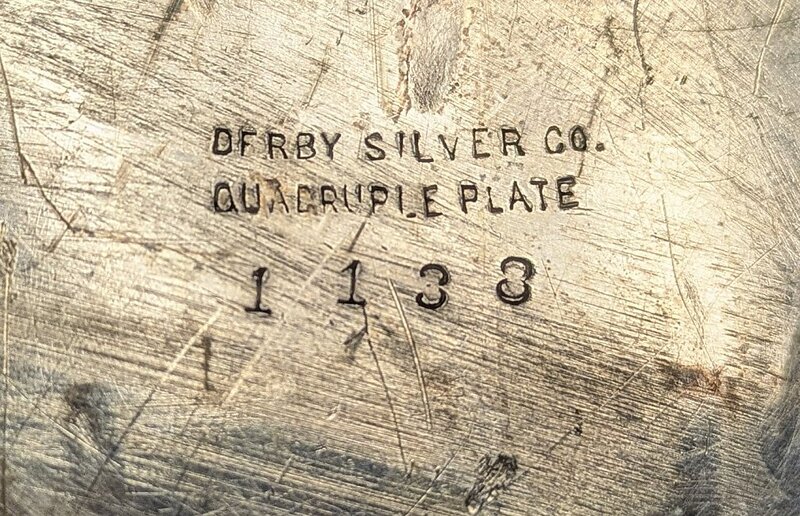 DERBY SILVER CO.
QUADRUPLE PLATE
1133